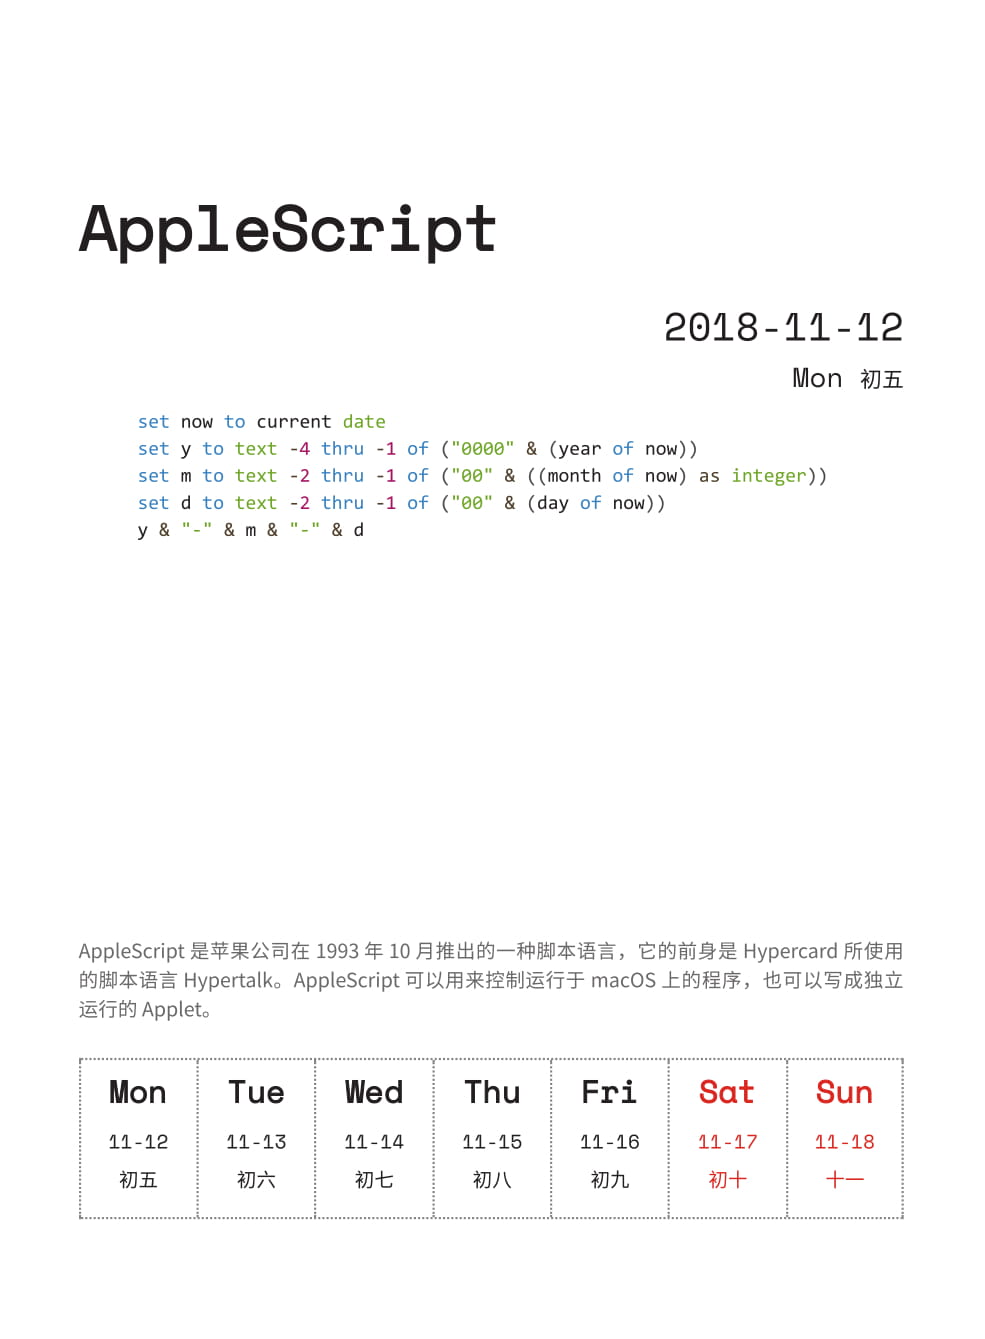 AppleScript
2018-11-12
Mon 初五
set now to current date
set y to text -4 thru -1 of ("0000" & (year of now))
set m to text -2 thru -1 of ("00" & ((month of now) as integer))
set d to text -2 thru -1 of ("00" & (day of now))
y & "-" & m & "-" & d
AppleScript 是苹果公司在 1993 年 10 月推出的一种脚本语言，它的前身是 Hypercard 所使用
的脚本语言 Hypertalk。AppleScript 可以用来控制运行于 macOS 上的程序，也可以写成独立
运行的 Applet。
Mon Tue Wed Thu Fri Sat Sun
11-12 11-13 11-14 11-15 11-16 11-17 11-18
初五 初六 初七 初八 初九 初十 十一